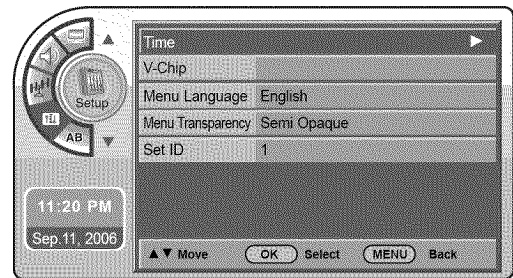 Setup
AB
11:20 PM
Sep.11, 2006
Time
V-Chip
Menu Language English
Menu Transparency Semi Opaque
Set ID 1
▲▼ Move OK Select MENU Back